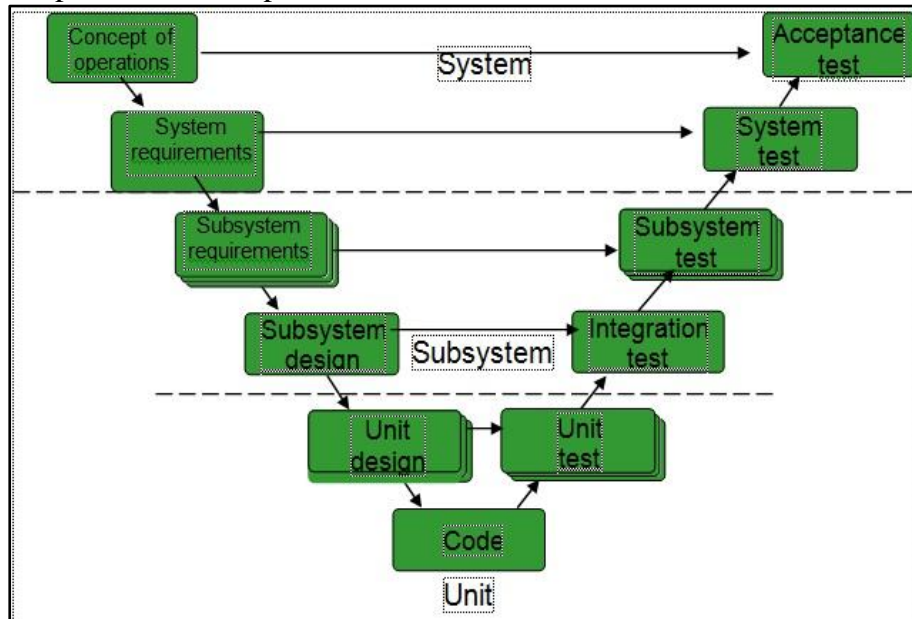 Concept of
operations
System
Acceptance
test
System
requirements
System
test
Subsystem
requirements
Subsystem
test
Subsystem
design
Subsystem
Integration
test
Unit
design
Unit
test
Code
Unit